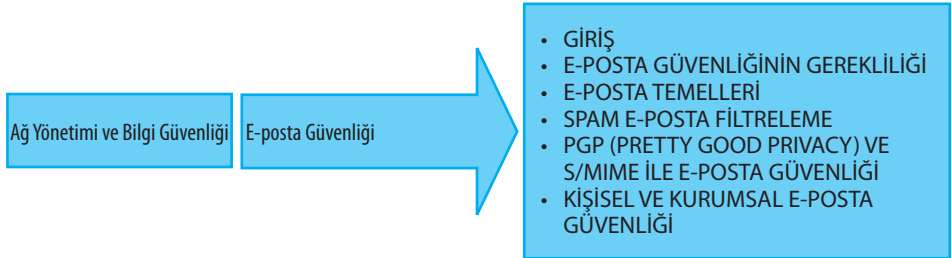 Ağ Yönetimi ve Bilgi Güvenliği
E-posta Güvenliği
• GİRİŞ
• E-POSTA GÜVENLİĞİNİN GEREKLİLİĞİ
• E-POSTA TEMELLERİ
• SPAM E-POSTA FİLTRELEME
• PGP (PRETTY GOOD PRIVACY) VE
S/MIME İLE E-POSTA GÜVENLİĞİ
• KİŞİSEL VE KURUMSAL E-POSTA
GÜVENLİĞİ